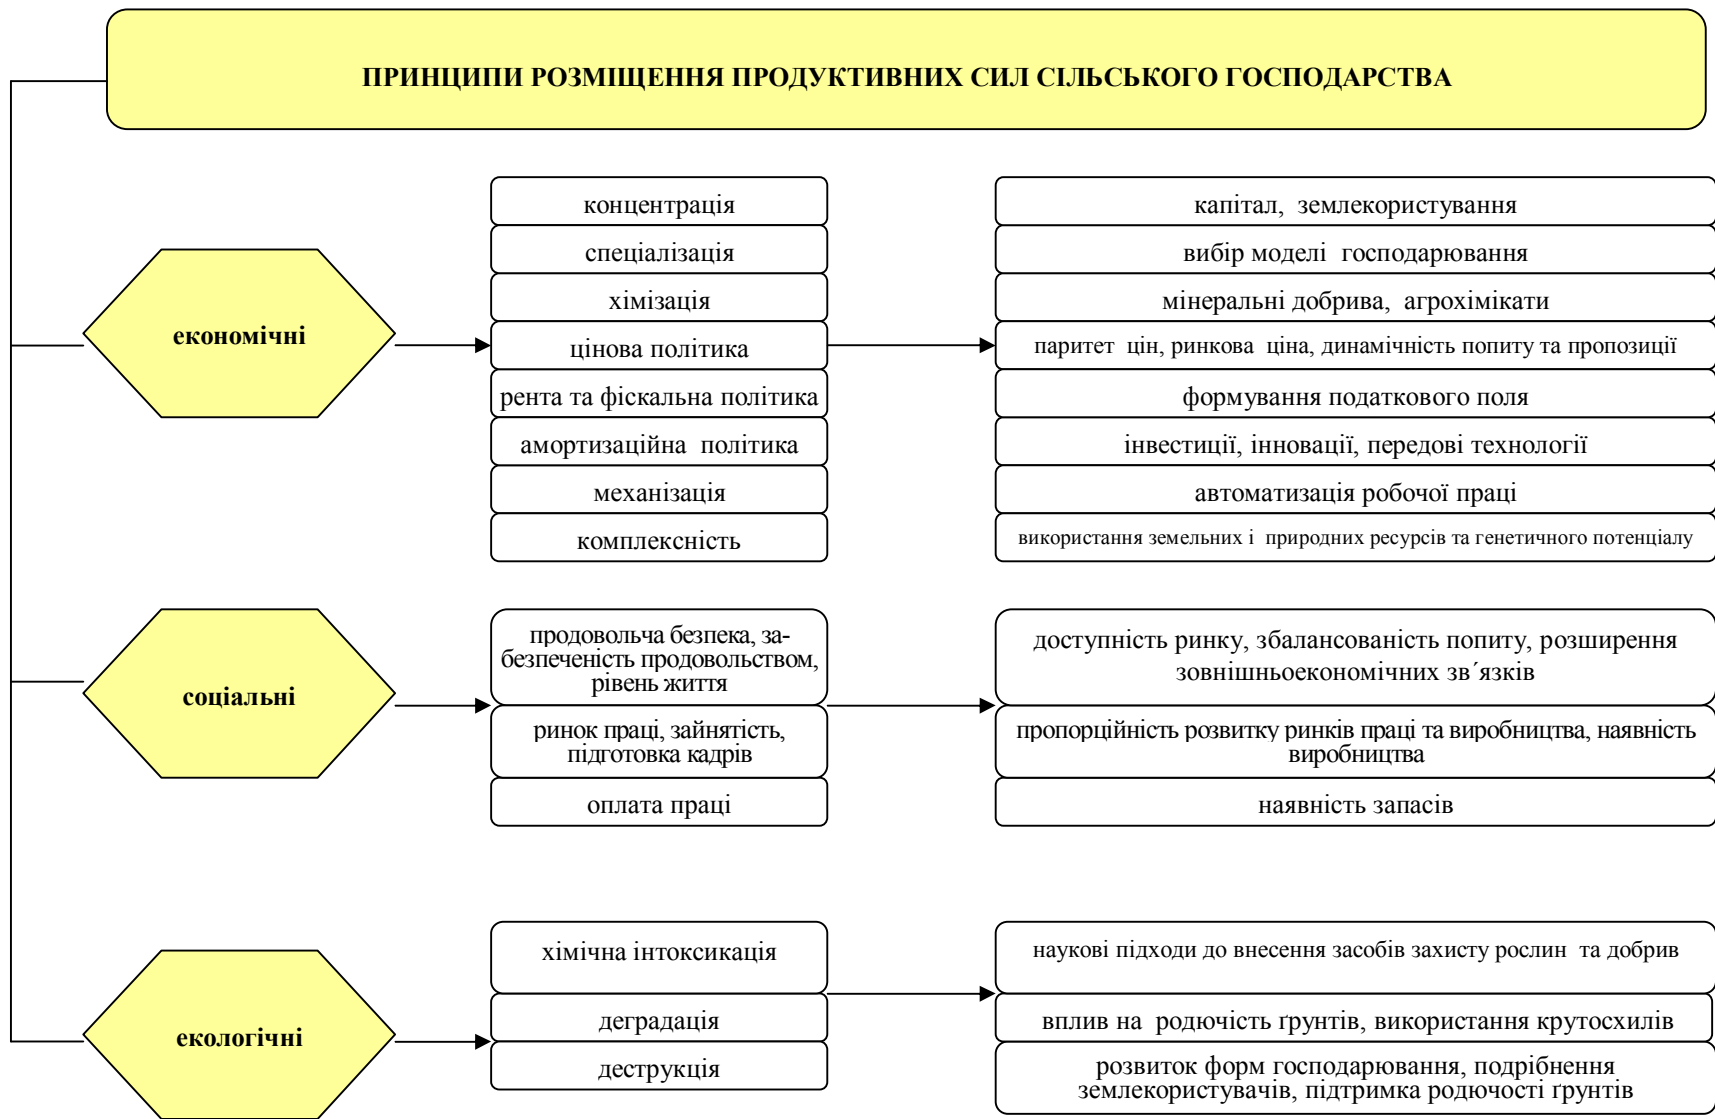 ПРИНЦИПИ РОЗМІЩЕННЯ ПРОДУКТИВНИХ СИЛ СІЛЬСЬКОГО ГОСПОДАРСТВА
економічні
концентрація
спеціалізація
хімізація
цінова політика
рента та фіскальна політика
амортизаційна політика
механізація
комплексність
капітал, землекористування
вибір моделі господарювання
мінеральні добрива, агрохімікати
паритет цін, ринкова ціна, динамічність попиту та пропозиції
формування податкового поля
інвестиції, інновації, передові технології
автоматизація робочої праці
використання земельних і природних ресурсів та генетичного потенціалу
соціальні
продовольча безпека, за-
безпеченість продовольством,
рівень життя
ринок праці, зайнятість,
підготовка кадрів
оплата праці
доступність ринку, збалансованість попиту, розширення
зовнішньоекономічних зв´язків
пропорційність розвитку ринків праці та виробництва, наявність
виробництва
наявність запасів
екологічні
хімічна інтоксикація
деградація
деструкція
наукові підходи до внесення засобів захисту рослин та добрив
вплив на родючість ґрунтів, використання крутосхилів
розвиток форм господарювання, подрібнення
землекористувачів, підтримка родючості ґрунтів